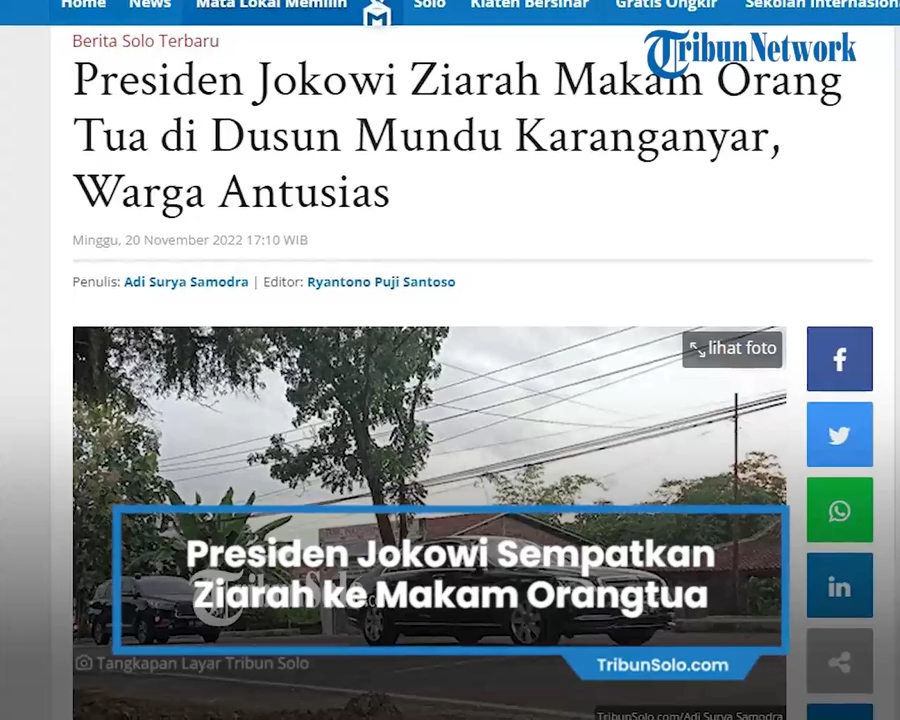 Home News Mata Lokal Memilih M Solo Klaten Bersinar Gratis Ongkir Sekolah Internasional
Berita Solo Terbaru
TribunNetwork
Presiden Jokowi Ziarah Makam Orang
Tua di Dusun Mundu Karanganyar,
Warga Antusias
Minggu, 20 November 2022 17:10 WIB
Penulis: Adi Surya Samodra | Editor: Ryantono Puji Santoso
lihat foto
f
Presiden Jokowi Sempatkan
Ziarah ke Makam Orangtua
in
Tangkapan Layar Tribun Solo
TribunSolo.com
TribunSolo.com/Adi Surya Samodra